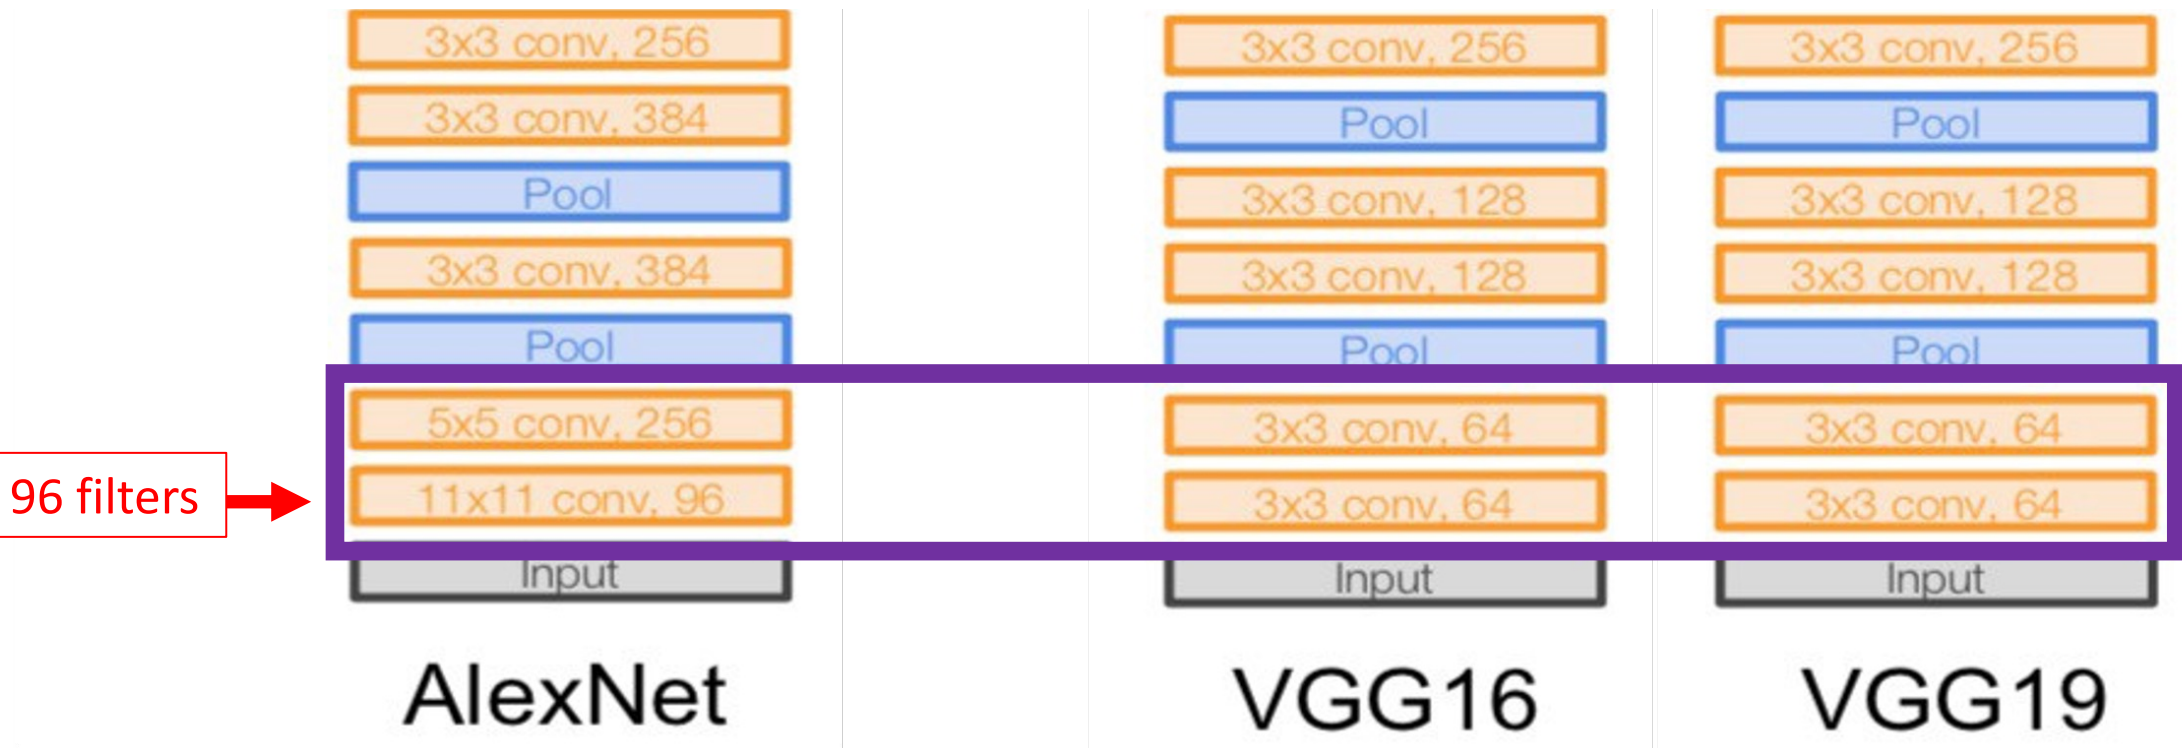 3x3 conv, 256
3x3 conv, 384
Pool
3x3 conv, 384
Pool
5x5 conv, 256
11x11 conv, 96
Input
AlexNet
96 filters
3x3 conv, 256
Pool
3x3 conv, 128
3x3 conv, 128
Pool
3x3 conv, 64
3x3 conv, 64
Input
VGG16
3x3 conv, 256
Pool
3x3 conv, 128
3x3 conv, 128
Pool
3x3 conv, 64
3x3 conv, 64
Input
VGG19